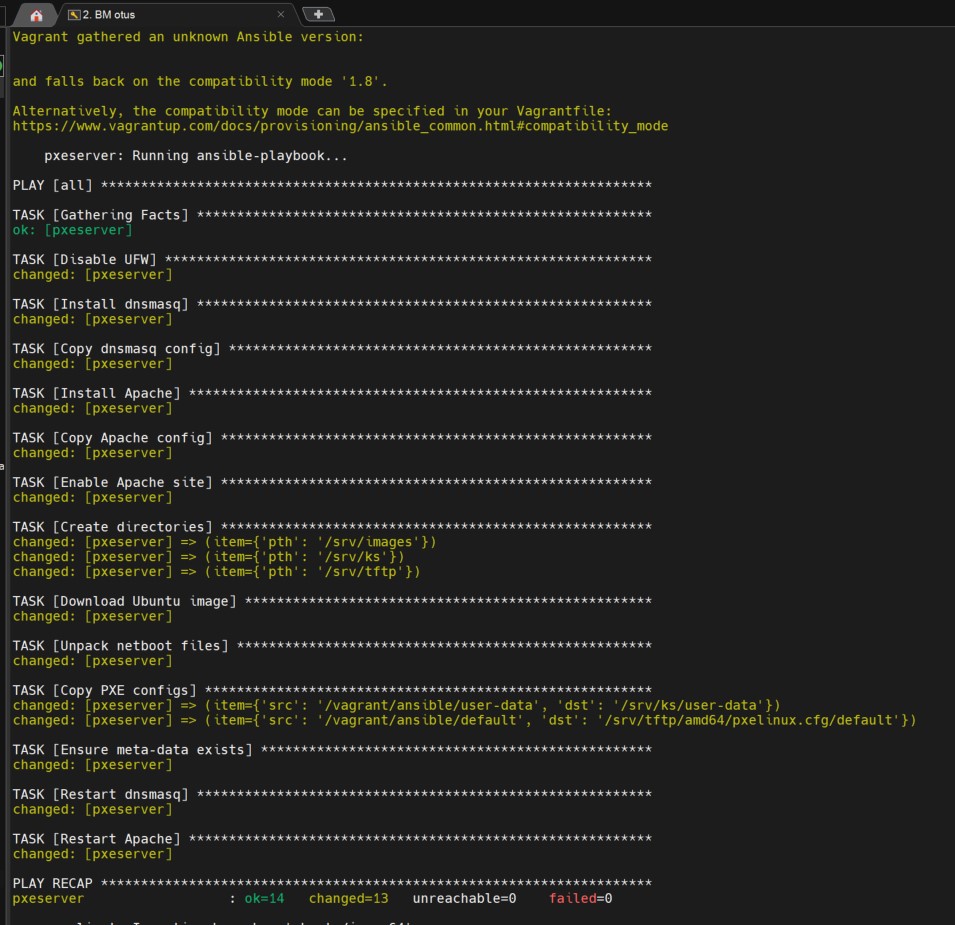 2. BM otus
Vagrant gathered an unknown Ansible version:
and falls back on the compatibility mode '1.8'.
Alternatively, the compatibility mode can be specified in your Vagrantfile:
https://www.vagrantup.com/docs/provisioning/ansible_common.html#compatibility_mode
pxeserver: Running ansible-playbook...
PLAY [all] *********************************************************************
TASK [Gathering Facts] *********************************************************
ok: [pxeserver]
TASK [Disable UFW] *************************************************************
changed: [pxeserver]
TASK [Install dnsmasq] *********************************************************
changed: [pxeserver]
TASK [Copy dnsmasq config] *****************************************************
changed: [pxeserver]
TASK [Install Apache] **********************************************************
changed: [pxeserver]
TASK [Copy Apache config] ******************************************************
changed: [pxeserver]
TASK [Enable Apache site] ******************************************************
changed: [pxeserver]
TASK [Create directories] ******************************************************
changed: [pxeserver] => (item={'pth': '/srv/images'})
changed: [pxeserver] => (item={'pth': '/srv/ks'})
changed: [pxeserver] => (item={'pth': '/srv/tftp'})
TASK [Download Ubuntu image] ***************************************************
changed: [pxeserver]
TASK [Unpack netboot files] ****************************************************
changed: [pxeserver]
TASK [Copy PXE configs] ********************************************************
changed: [pxeserver] => (item={'src': '/vagrant/ansible/user-data', 'dst': '/srv/ks/user-data'})
changed: [pxeserver] => (item={'src': '/vagrant/ansible/default', 'dst': '/srv/tftp/amd64/pxelinux.cfg/default'})
TASK [Ensure meta-data exists] *************************************************
changed: [pxeserver]
TASK [Restart dnsmasq] *********************************************************
changed: [pxeserver]
TASK [Restart Apache] **********************************************************
changed: [pxeserver]
PLAY RECAP *********************************************************************
pxeserver : ok=14 changed=13 unreachable=0 failed=0